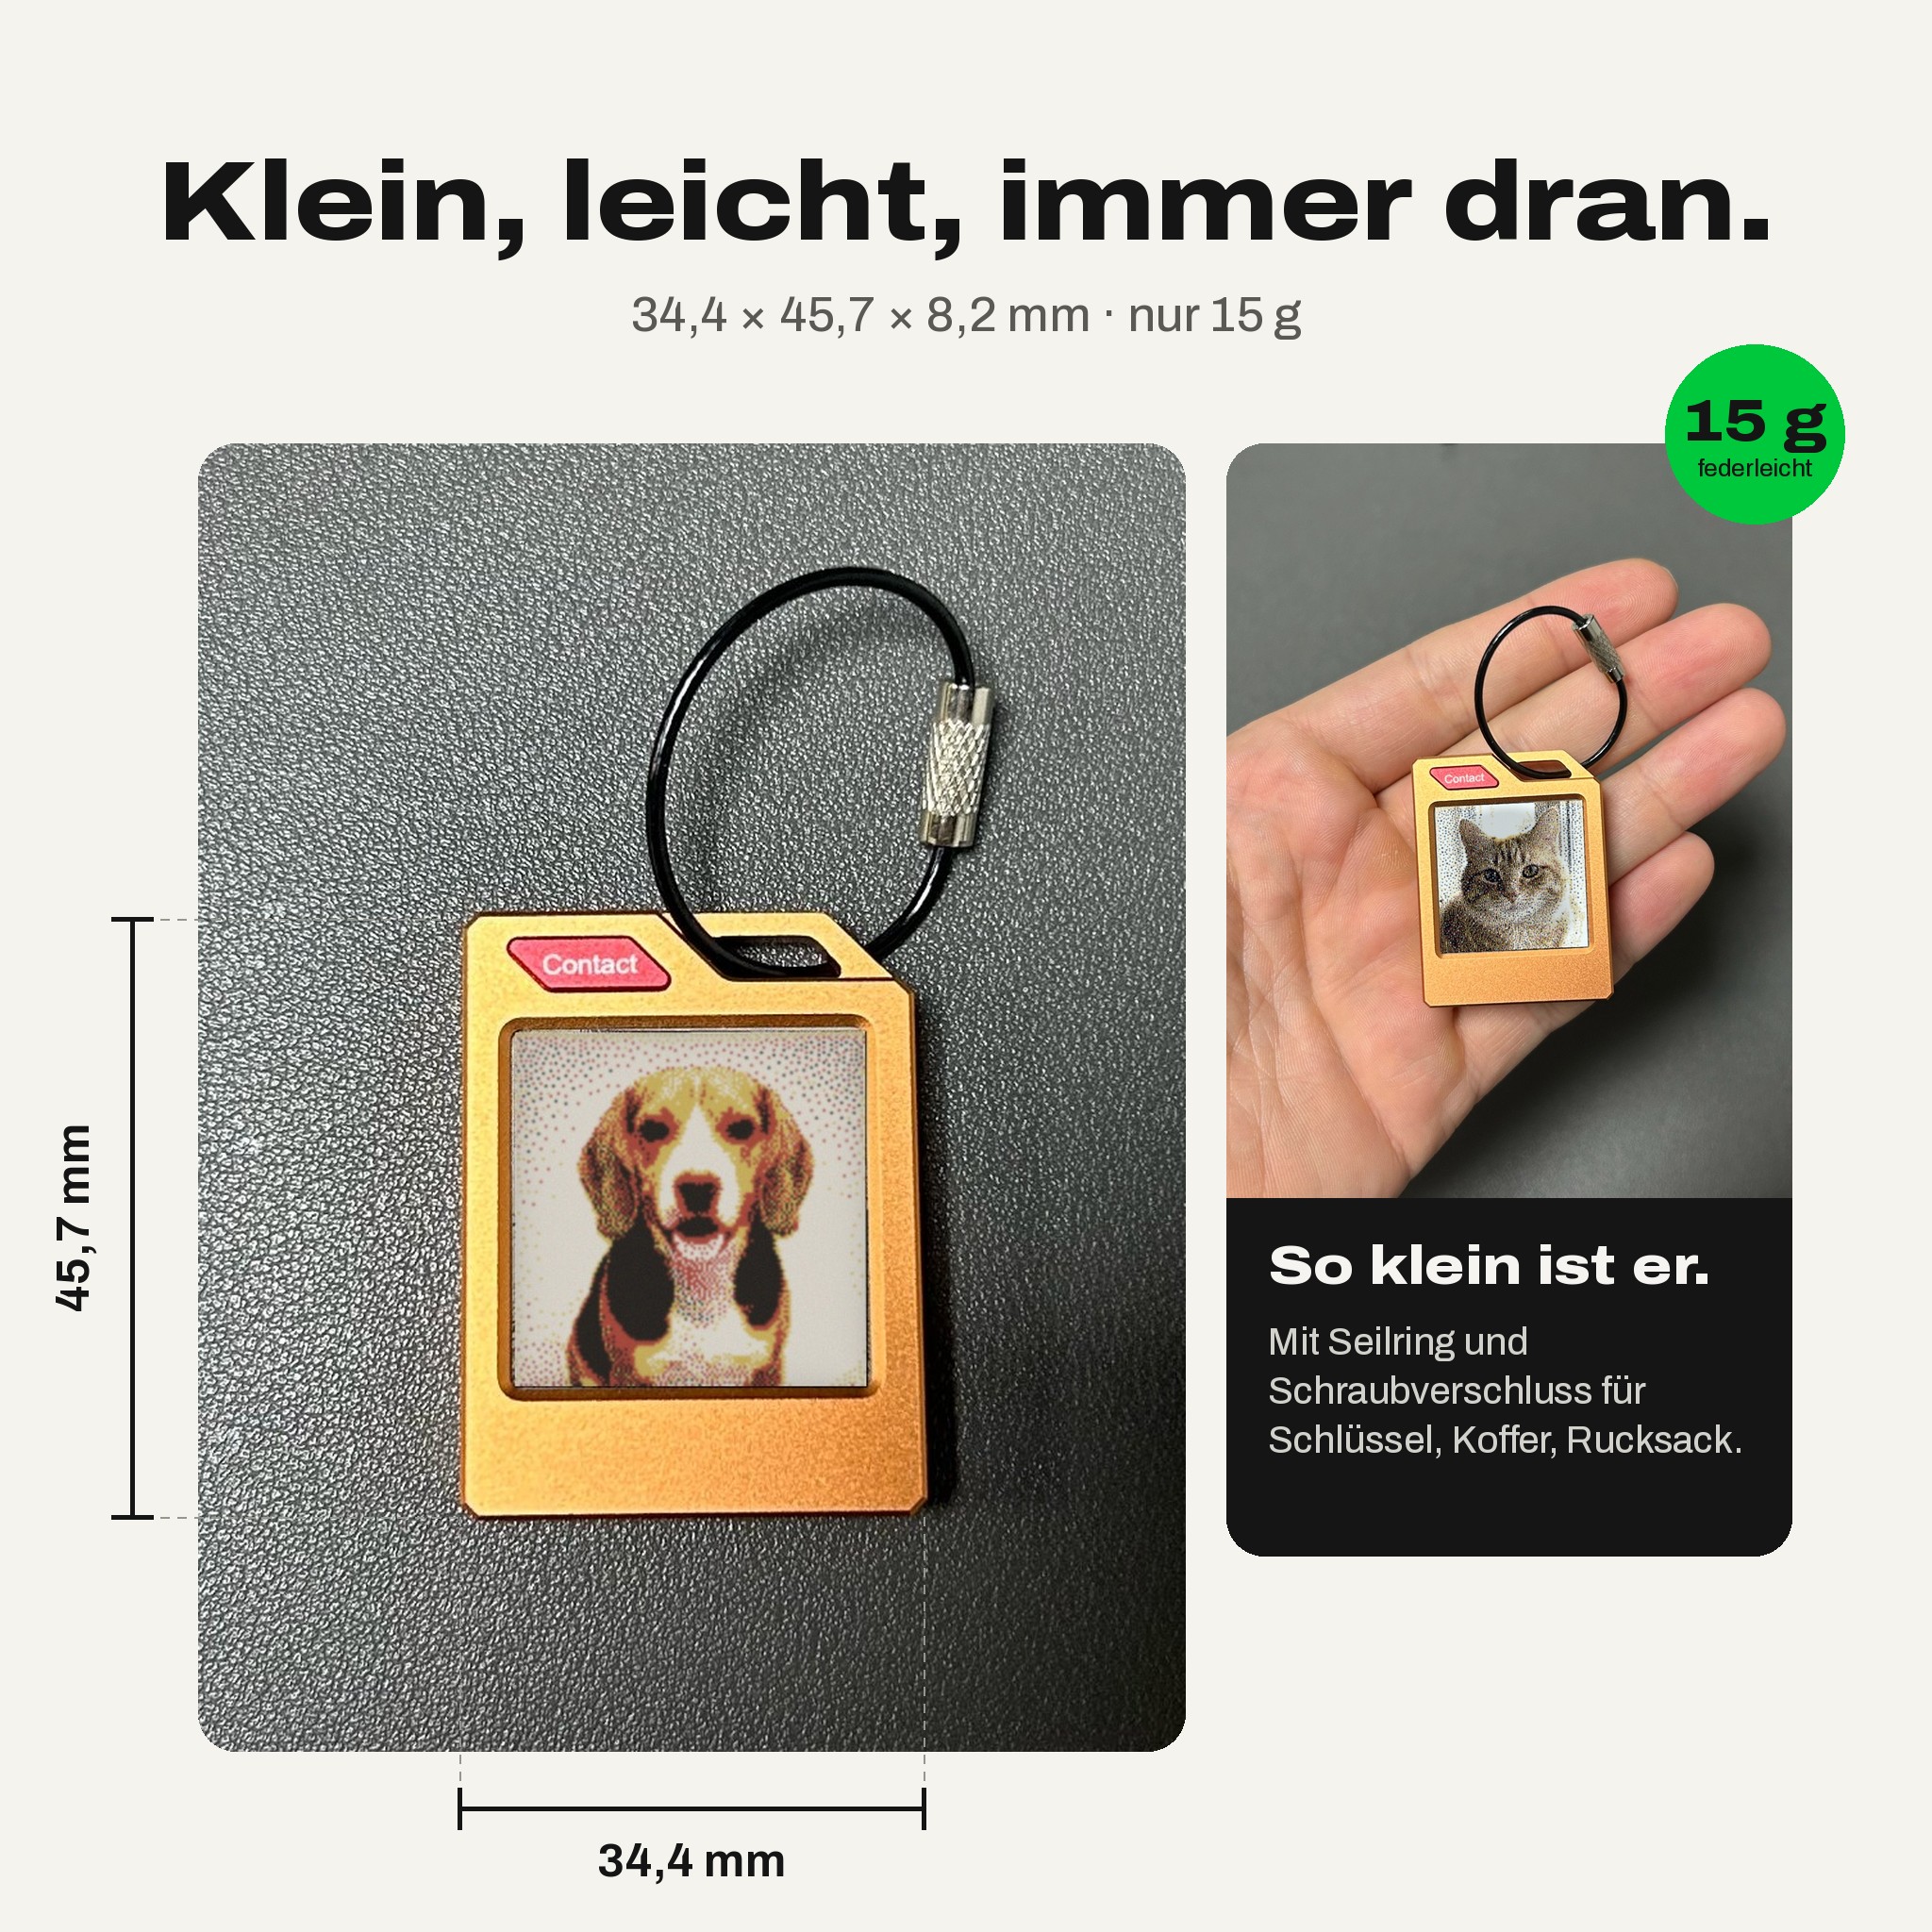 Klein, leicht, immer dran.
34,4 × 45,7 × 8,2 mm · nur 15 g
15 g
federleicht
Contact
Contact
45,7 mm
So klein ist er.
Mit Seilring und
Schraubverschluss für
Schlüssel, Koffer, Rucksack.
34,4 mm